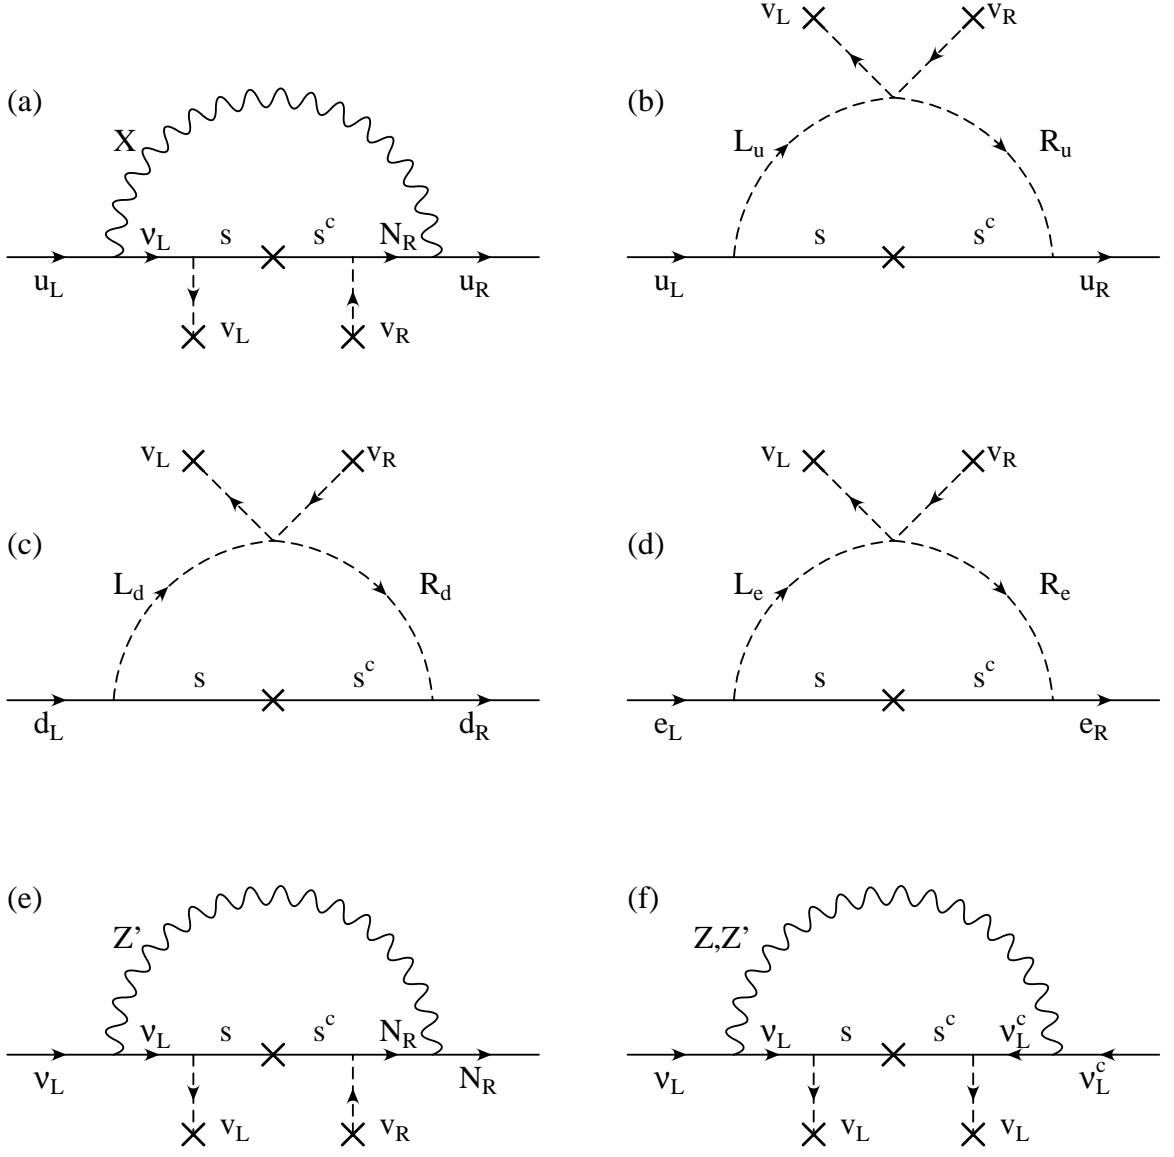 v_L v_R
(a) (b)
X L_u R_u
ν_L s s^c N_R s s^c
u_L u_R u_L u_R
v_L v_R
v_L v_R v_L v_R
(c) (d)
L_d R_d L_e R_e
s s^c s s^c
d_L d_R e_L e_R
(e) (f)
Z' Z,Z'
ν_L s s^c N_R ν_L s s^c ν_L^c
ν_L N_R ν_L ν_L^c
v_L v_R v_L v_L